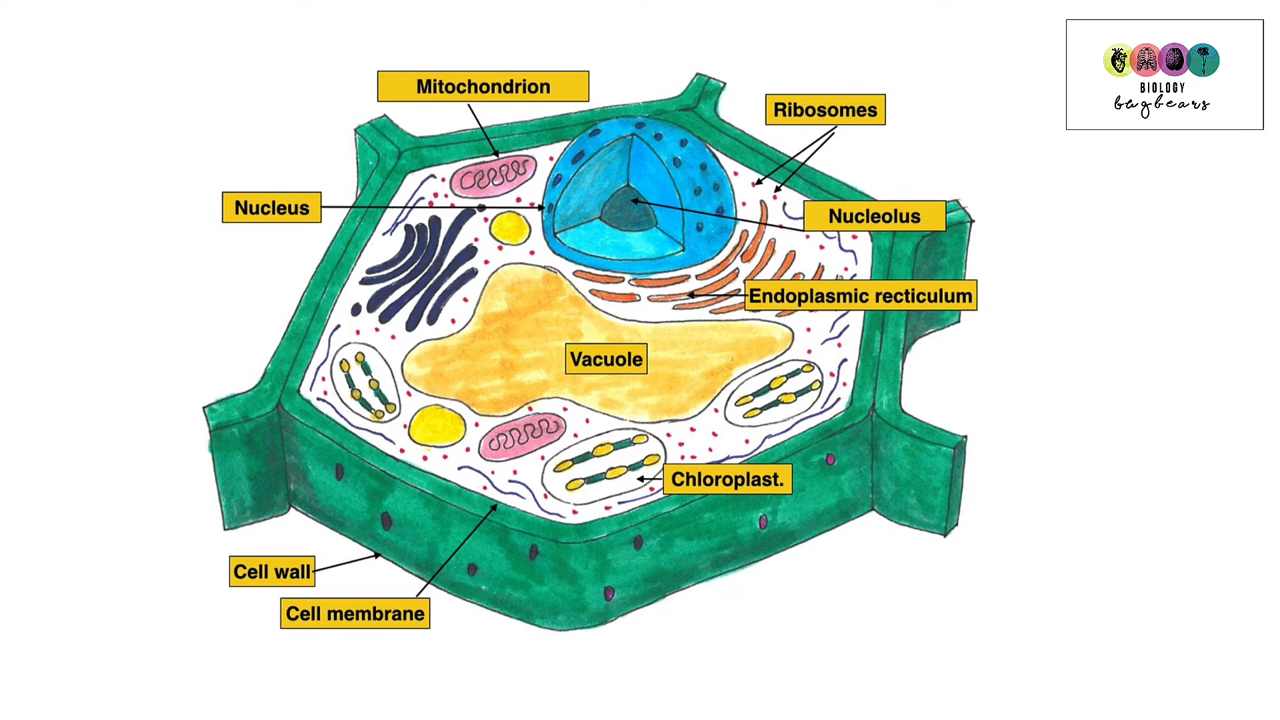 Mitochondrion
Ribosomes
BIOLOGY
bugbears
Nucleus
Nucleolus
Endoplasmic recticulum
Vacuole
Chloroplast.
Cell wall
Cell membrane